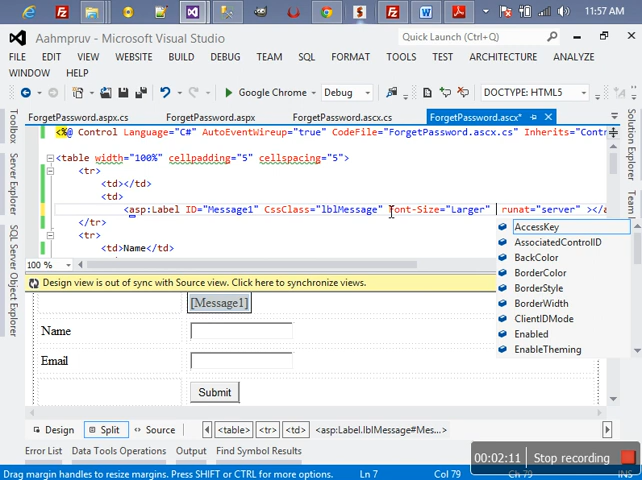 11:57 AM
Aahmpruv - Microsoft Visual Studio
Quick Launch (Ctrl+Q)
FILE EDIT VIEW WEBSITE BUILD DEBUG TEAM SQL FORMAT TOOLS TEST ARCHITECTURE ANALYZE
WINDOW HELP
Google Chrome Debug DOCTYPE: HTML5
ForgetPassword.aspx.cs ForgetPassword.aspx ForgetPassword.ascx.cs ForgetPassword.ascx*
Toolbox
Server Explorer
SQL Server Object Explorer
Solution Explorer
Team
<%@ Control Language="C#" AutoEventWireup="true" CodeFile="ForgetPassword.ascx.cs" Inherits="Contr
<table width="100%" cellpadding="5" cellspacing="5">
<tr>
<td></td>
<td>
<asp:Label ID="Message1" CssClass="lblMessage" Font-Size="Larger" runat="server" ></a
</tr>
<tr>
<td>Name</td>
<td>
AccessKey
AssociatedControlID
BackColor
BorderColor
BorderStyle
BorderWidth
ClientIDMode
Enabled
EnableTheming
100 %
Design view is out of sync with Source view. Click here to synchronize views.
[Message1]
Name
Email
Submit
Design Split Source <table> <tr> <td> <asp:Label.lblMessage#Mes...>
Error List Data Tools Operations Output Find Symbol Results
00:02:11 Stop recording
Drag margin handles to resize margins. Press SHIFT or CTRL for more options. Ln 7 Col 79 Ch 79 INS